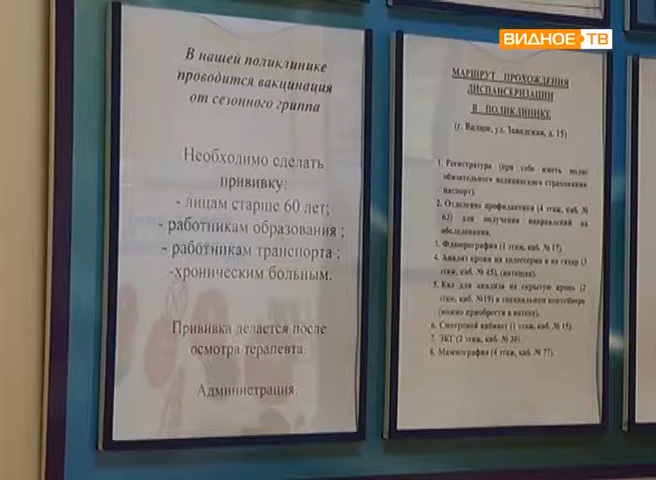 ВИДНОЕ ТВ
В нашей поликлинике
проводится вакцинация
от сезонного гриппа
Необходимо сделать
прививку:
- лицам старше 60 лет;
- работникам образования ;
- работникам транспорта ;
-хроническим больным.
Прививка делается после
осмотра терапевта.
Администрация.
МАРШРУТ ПРОХОЖДЕНИЯ
ДИСПАНСЕРИЗАЦИИ
В ПОЛИКЛИНИКЕ
(г. Видное, ул. Заводская, д. 15)
1. Регистратура (при себе иметь полис
обязательного медицинского страхования
паспорт).
2. Отделение профилактики (4 этаж, каб. №
63) для получения направлений на
обследования.
3. Флюорография (1 этаж, каб. № 17).
4. Анализ крови на холестерин и на сахар (3
этаж, каб. № 45), (натощак).
5. Кал для анализа на скрытую кровь (2
этаж, каб. №19) в специальном контейнере
(можно приобрести в аптеке).
6. Смотровой кабинет (1 этаж, каб. № 15).
7. ЭКГ (2 этаж, каб. № 30).
8. Маммография (4 этаж, каб. № 77).